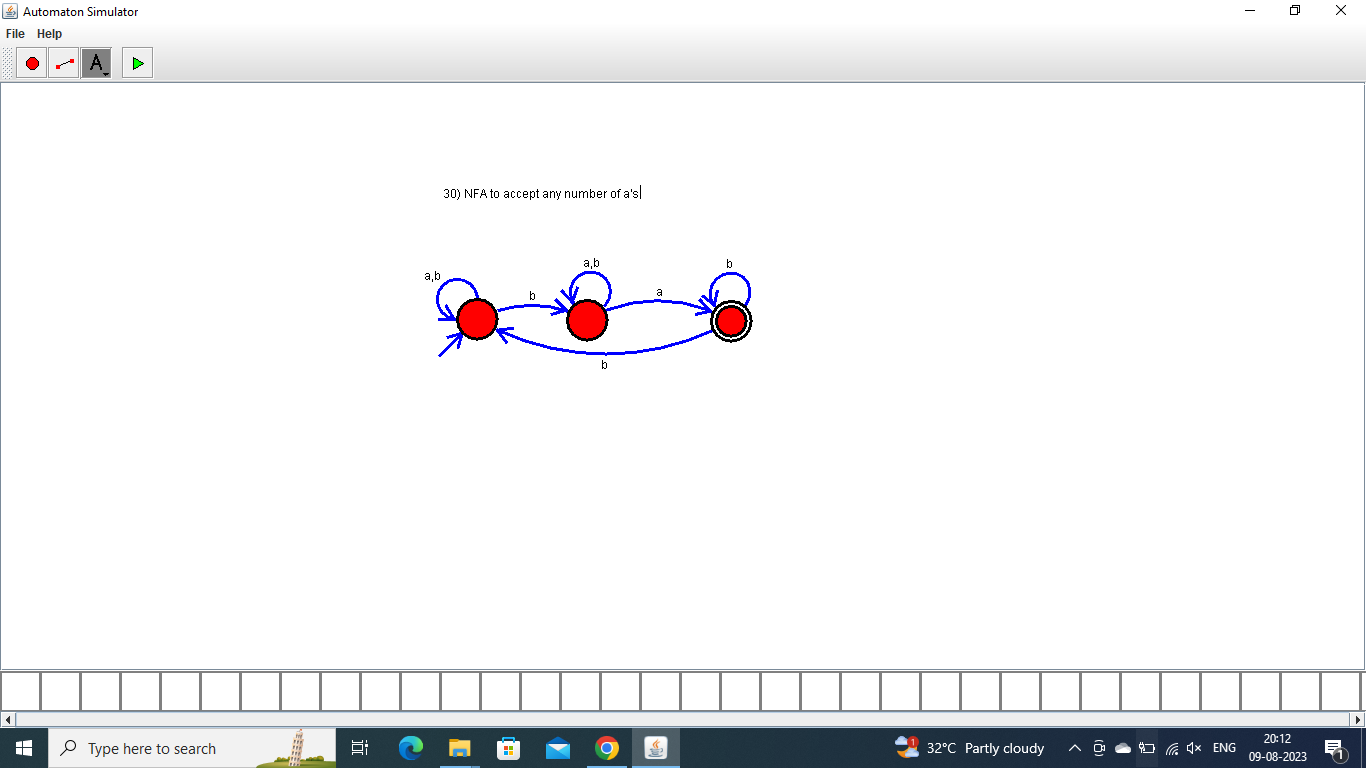 Automaton Simulator
File Help
A
30) NFA to accept any number of a's
a,b
b
a,b
a
b
b
Type here to search
1
32°C Partly cloudy
ENG
20:12
09-08-2023
1